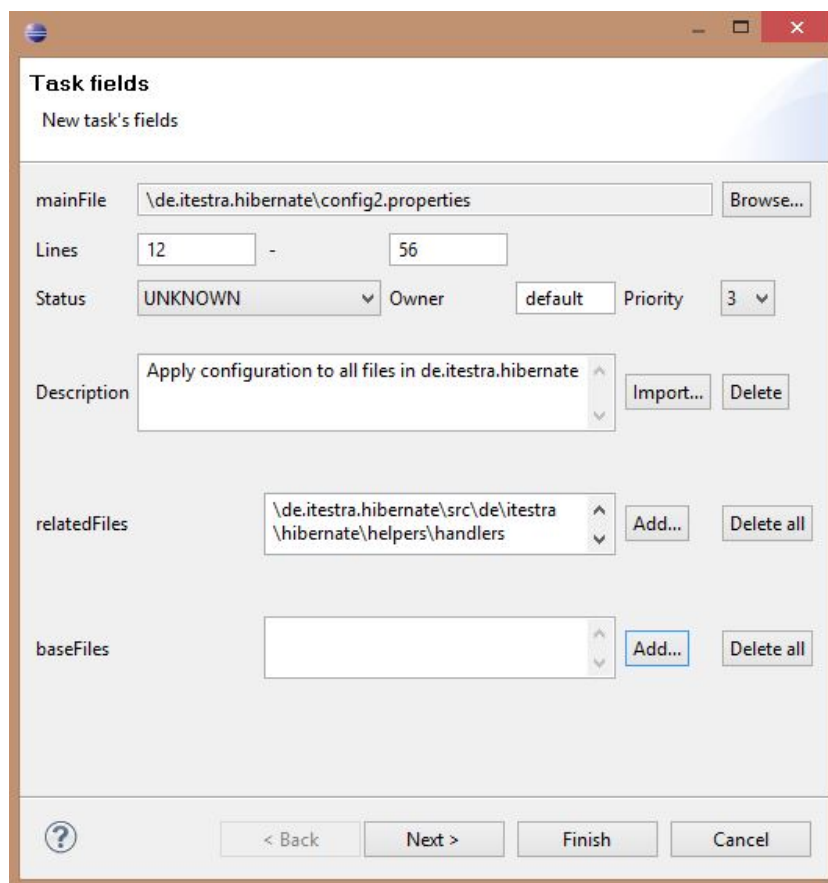 Task fields
New task's fields
mainFile \de.itestra.hibernate\config2.properties Browse...
Lines 12 - 56
Status UNKNOWN Owner default Priority 3
Description Apply configuration to all files in de.itestra.hibernate Import... Delete
relatedFiles \de.itestra.hibernate\src\de\itestra
\hibernate\helpers\handlers Add... Delete all
baseFiles Add... Delete all
? < Back Next > Finish Cancel